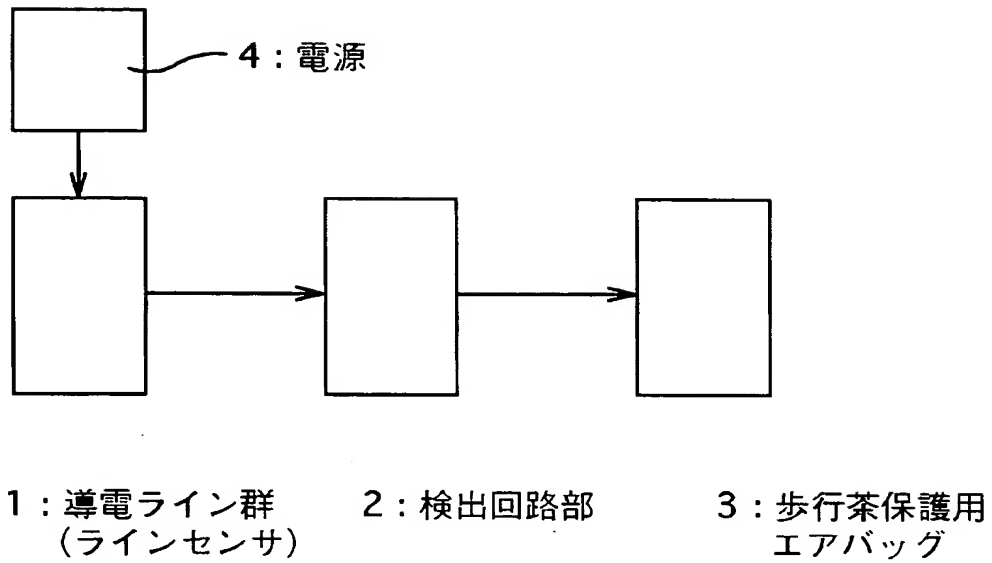 4：電源
1：導電ライン群
（ラインセンサ）
2：検出回路部
3：歩行茶保護用
エアバッグ